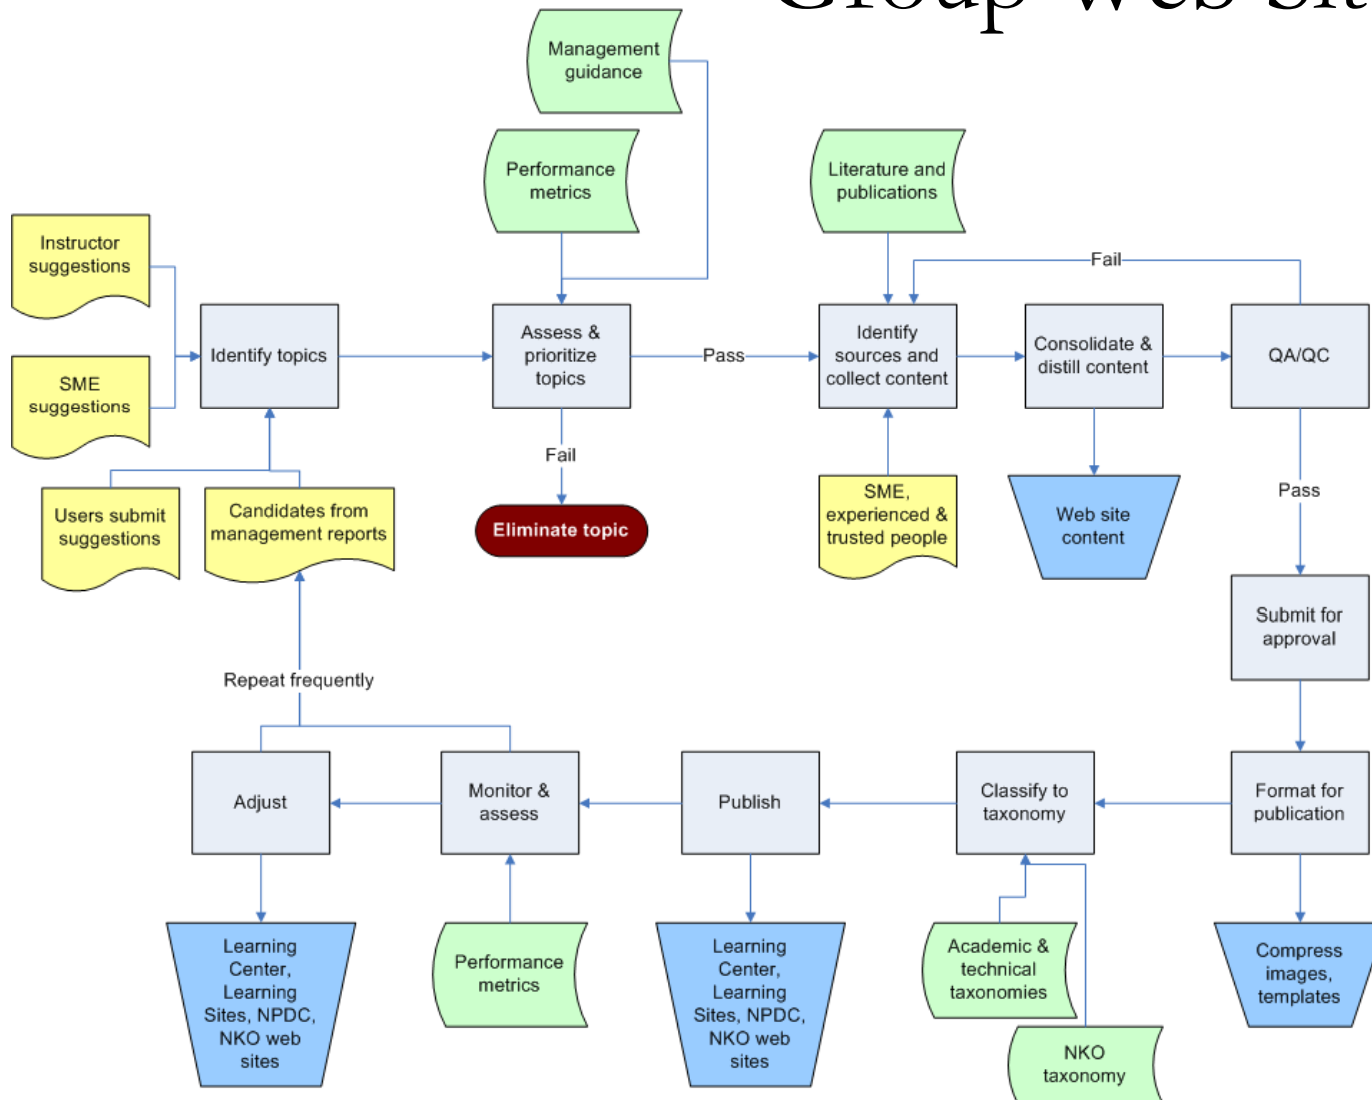 Group Web Sit
Management
guidance
Performance
metrics
Literature and
publications
Instructor
suggestions
Fail
Identify topics
Assess &
prioritize
topics
Pass
Identify
sources and
collect content
Consolidate &
distill content
QA/QC
SME
suggestions
Fail
Pass
Users submit
suggestions
Candidates from
management reports
Eliminate topic
SME,
experienced &
trusted people
Web site
content
Submit for
approval
Repeat frequently
Adjust
Monitor &
assess
Publish
Classify to
taxonomy
Format for
publication
Learning
Center,
Learning
Sites, NPDC,
NKO web
sites
Performance
metrics
Learning
Center,
Learning
Sites, NPDC,
NKO web
sites
Academic &
technical
taxonomies
Compress
images,
templates
NKO
taxonomy